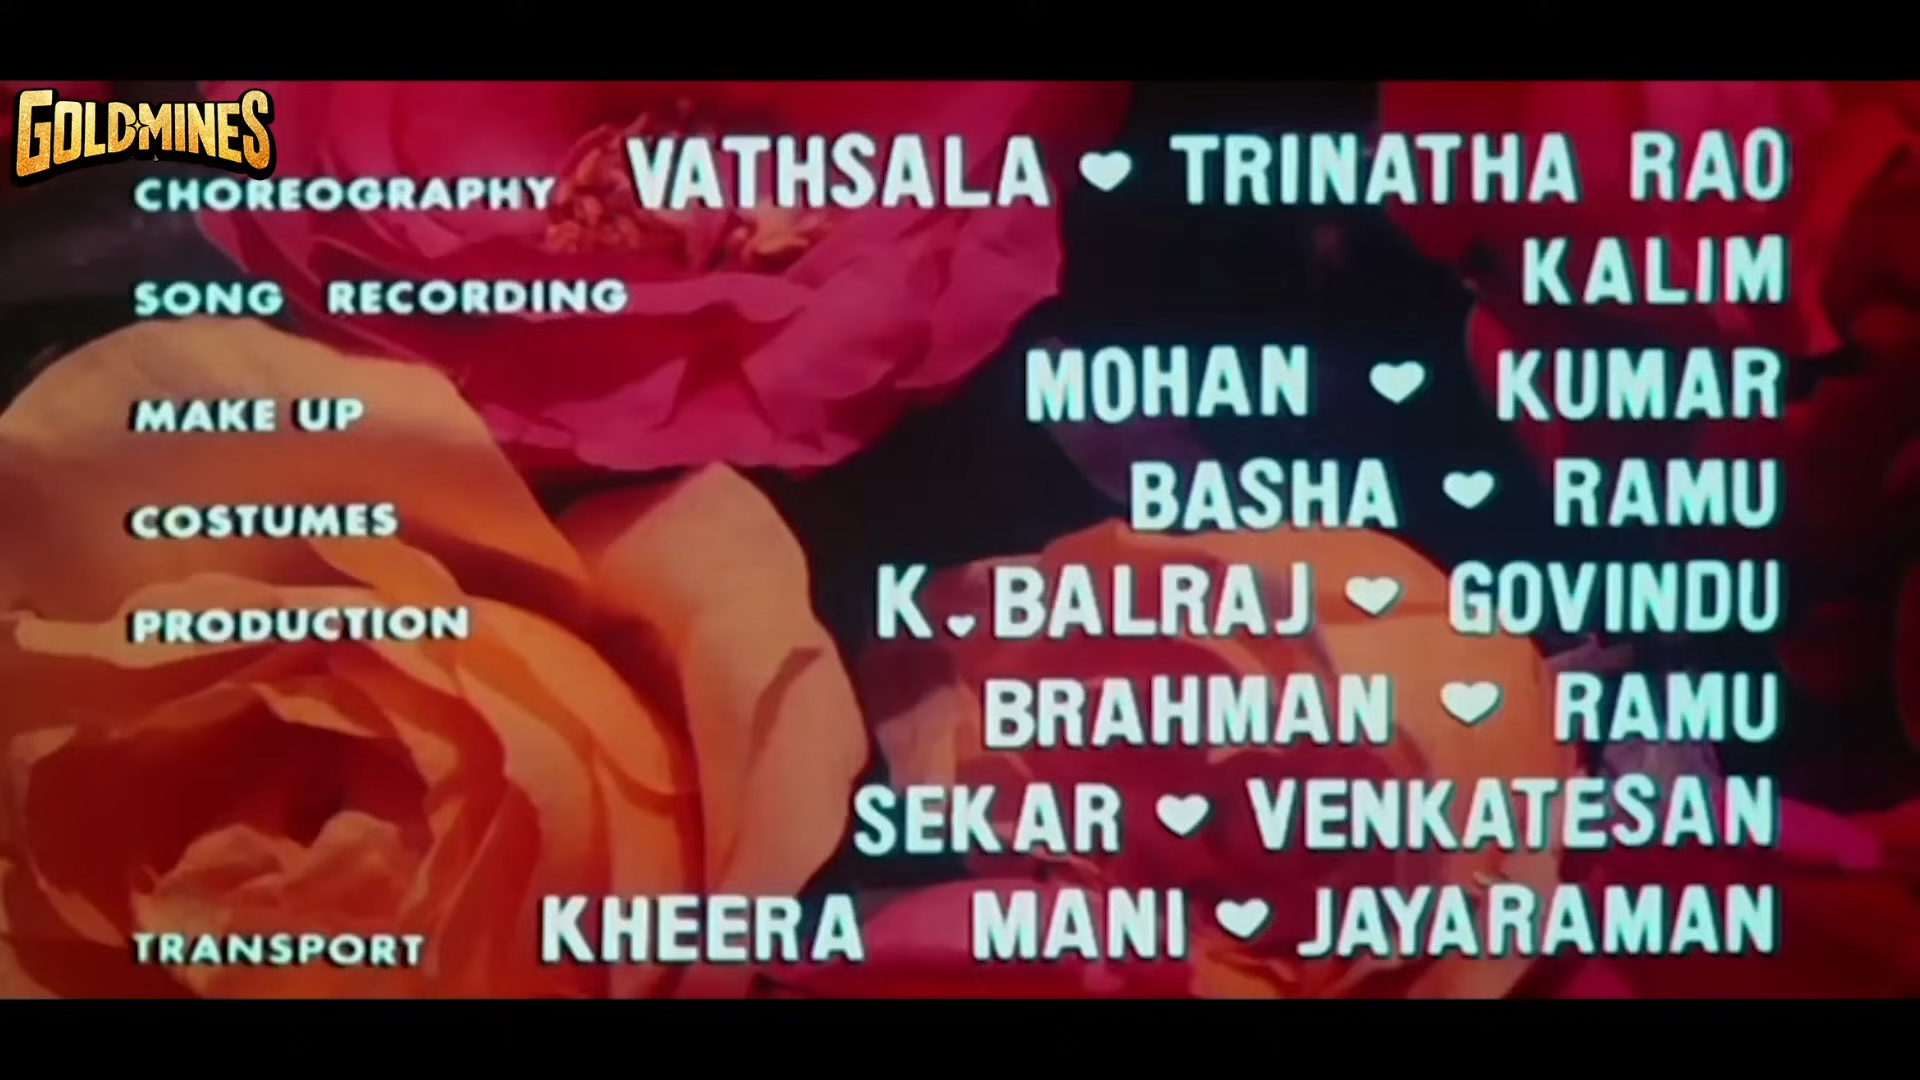 GOLDMINES
CHOREOGRAPHY VATHSALA ♥ TRINATHA RAO
SONG RECORDING KALIM
MAKE UP MOHAN ♥ KUMAR
COSTUMES BASHA ♥ RAMU
PRODUCTION K.BALRAJ ♥ GOVINDU
BRAHMAN ♥ RAMU
SEKAR ♥ VENKATESAN
TRANSPORT KHEERA MANI ♥ JAYARAMAN